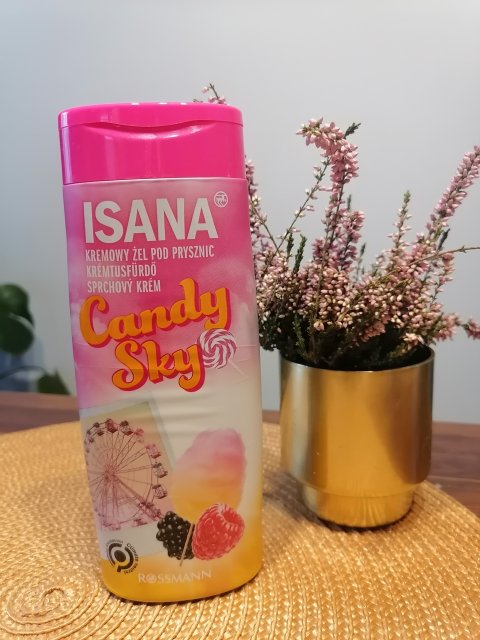 ISANA
KREMOWY ŻEL POD PRYSZNIC
KRÉMTUSFÜRDŐ
SPRCHOVÝ KRÉM
Candy
Sky
ROSSMANN